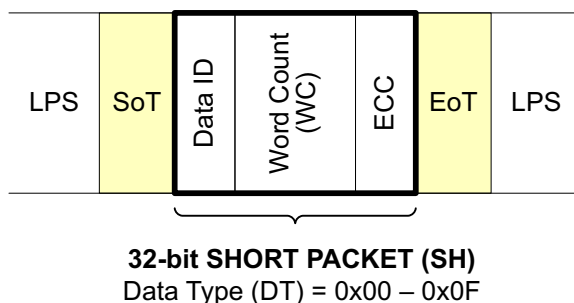 LPS
SoT
Data ID
Word Count
(WC)
ECC
EoT
LPS
32-bit SHORT PACKET (SH)
Data Type (DT) = 0x00 – 0x0F